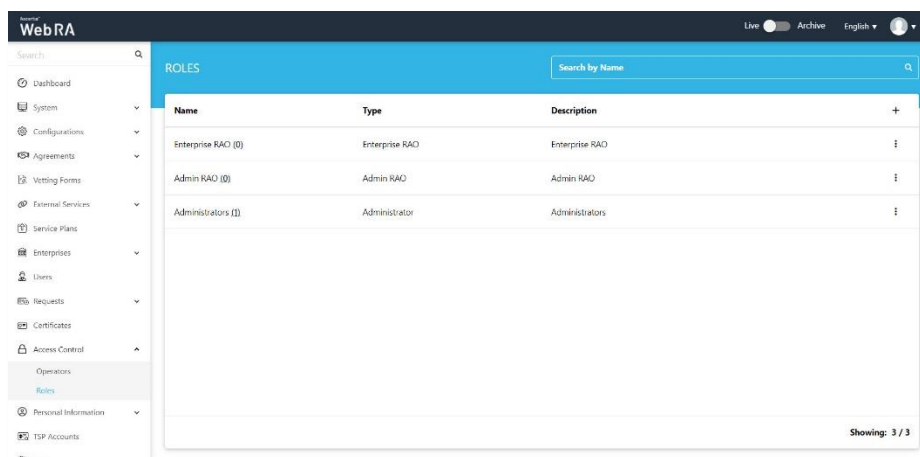 Ascertia
WebRA
Live Archive English
Search
Dashboard
System
Configurations
Agreements
Vetting Forms
External Services
Service Plans
Enterprises
Users
Requests
Certificates
Access Control
Operators
Roles
Personal Information
TSP Accounts
ROLES
Search by Name
Name Type Description +
Enterprise RAO (0) Enterprise RAO Enterprise RAO
Admin RAO (0) Admin RAO Admin RAO
Administrators (1) Administrator Administrators
Showing: 3 / 3